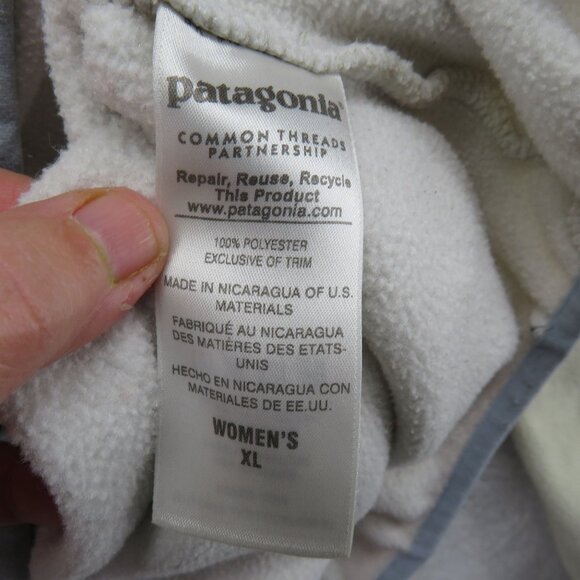 patagonia®
COMMON THREADS
PARTNERSHIP
Repair, Reuse, Recycle
This Product
www.patagonia.com
100% POLYESTER
EXCLUSIVE OF TRIM
MADE IN NICARAGUA OF U.S.
MATERIALS
FABRIQUÉ AU NICARAGUA
DES MATIÈRES DES ETATS-
UNIS
HECHO EN NICARAGUA CON
MATERIALES DE EE.UU.
WOMEN'S
XL